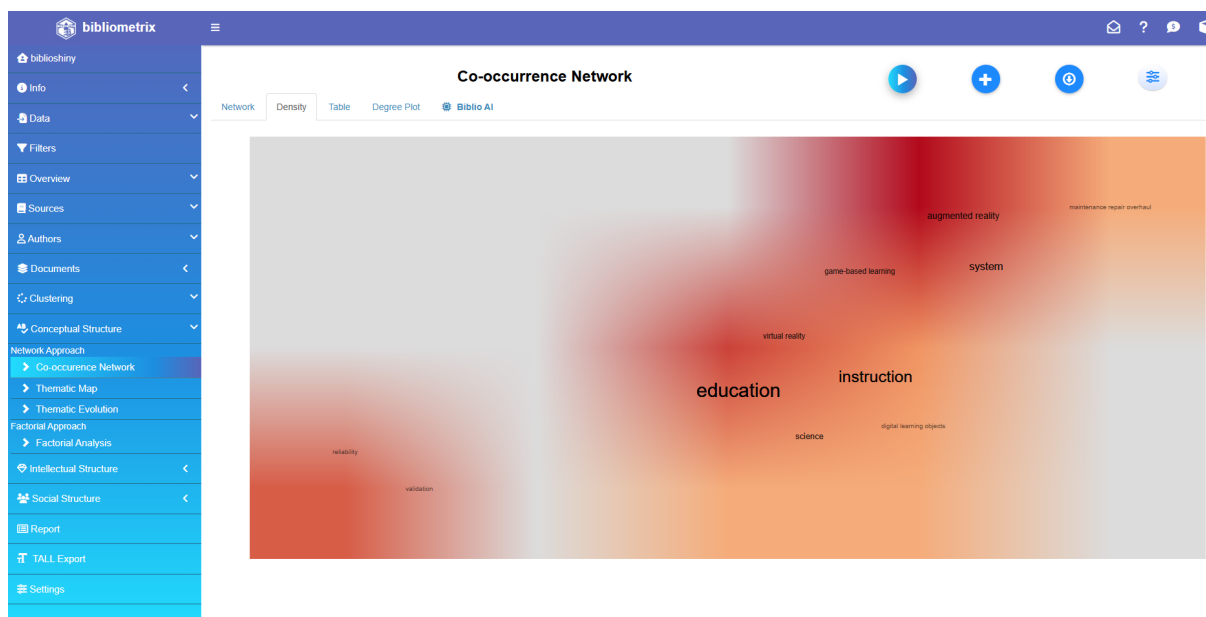 bibliometrix
biblioshiny
Info
Data
Filters
Overview
Sources
Authors
Documents
Clustering
Conceptual Structure
Network Approach
Co-occurence Network
Thematic Map
Thematic Evolution
Factorial Approach
Factorial Analysis
Intellectual Structure
Social Structure
Report
TALL Export
Settings
Co-occurrence Network
Network Density Table Degree Plot Biblio AI
maintenance repair overhaul
augmented reality
system
game-based learning
virtual reality
instruction
education
digital learning objects
science
reliability
validation